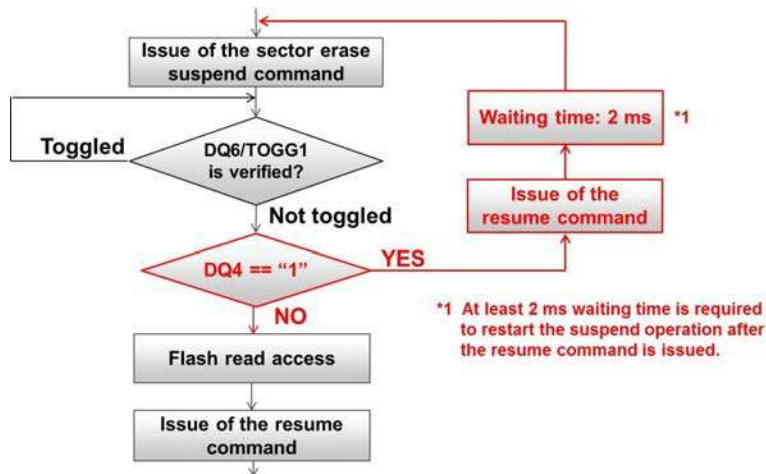 Issue of the sector erase
suspend command
Waiting time: 2 ms
*1
Toggled
DQ6/TOGG1
is verified?
Issue of the
resume command
Not toggled
DQ4 == “1”
YES
NO
*1 At least 2 ms waiting time is required
to restart the suspend operation after
the resume command is issued.
Flash read access
Issue of the resume
command